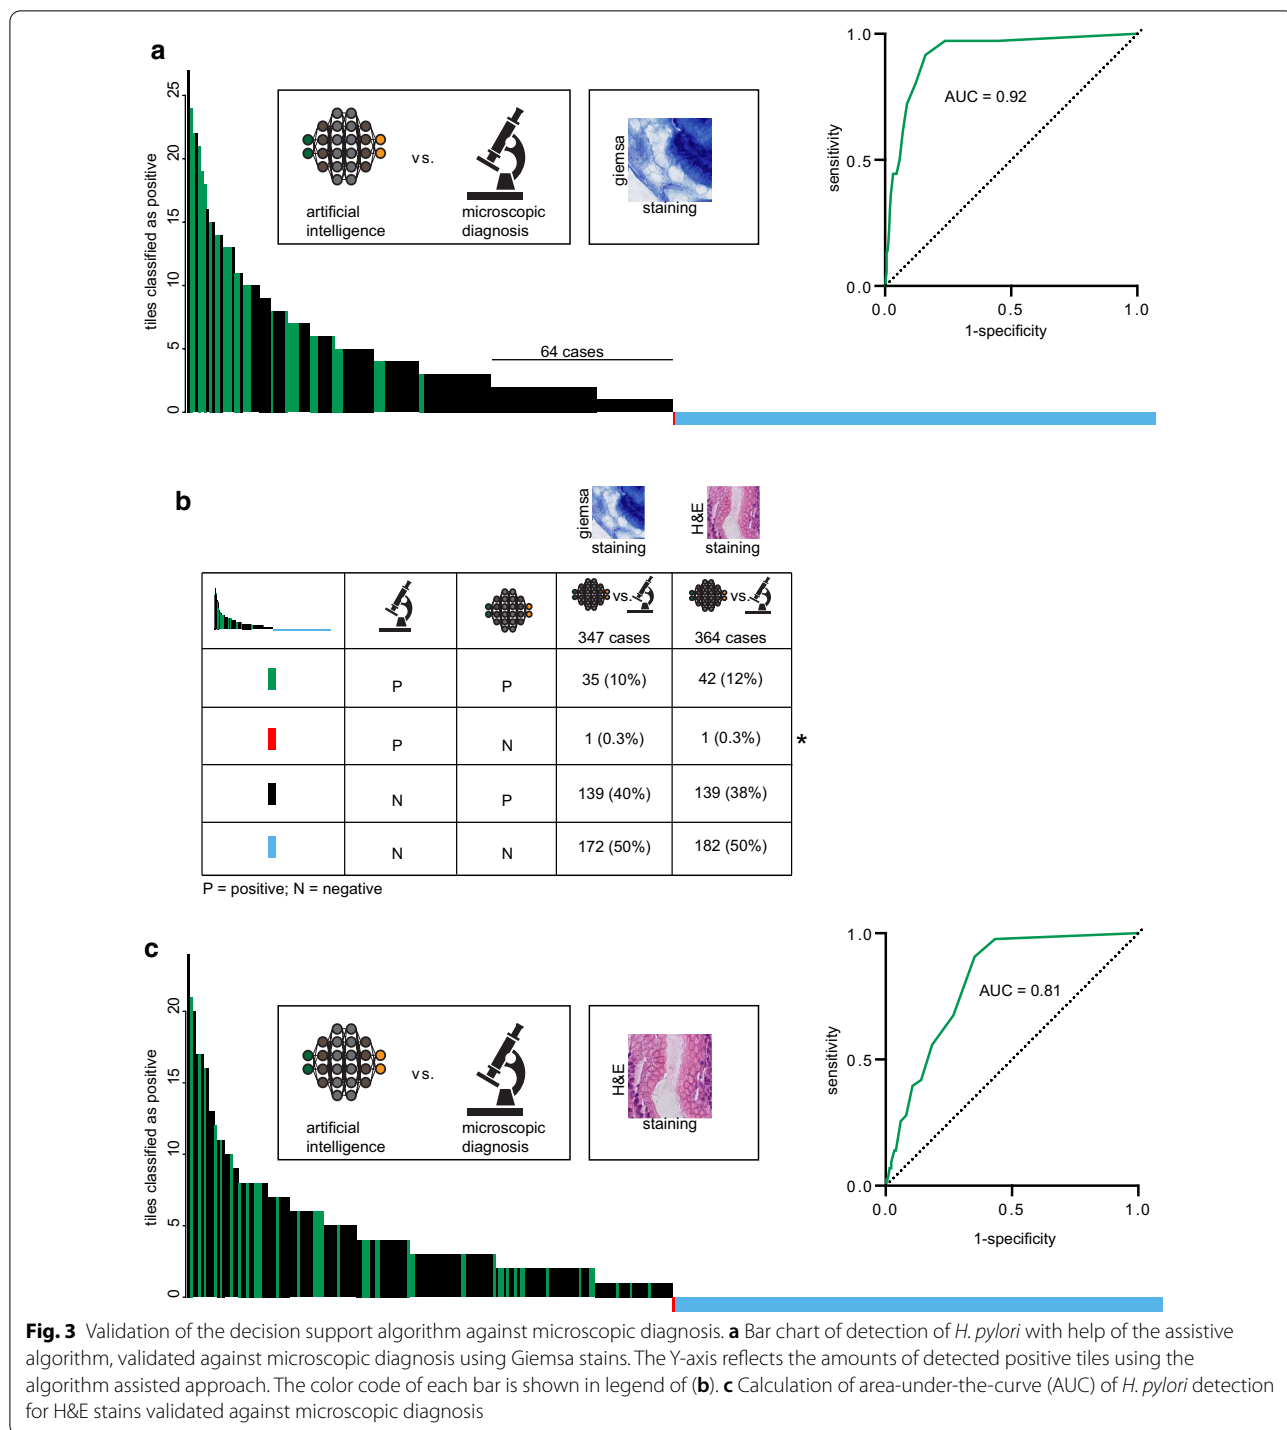 a
25
20
15
10
5
0
tiles classified as positive
artificial
intelligence
vs.
microscopic
diagnosis
giemsa
staining
64 cases
1.0
0.5
0.0
sensitivity
AUC = 0.92
0.0 0.5 1.0
1-specificity
b
giemsa
staining
H&E
staining
vs. vs.
347 cases 364 cases
P P 35 (10%) 42 (12%)
P N 1 (0.3%) 1 (0.3%) *
N P 139 (40%) 139 (38%)
N N 172 (50%) 182 (50%)
P = positive; N = negative
c
20
15
10
5
0
tiles classified as positive
artificial
intelligence
vs.
microscopic
diagnosis
H&E
staining
1.0
0.5
0.0
sensitivity
AUC = 0.81
0.0 0.5 1.0
1-specificity
Fig. 3 Validation of the decision support algorithm against microscopic diagnosis. a Bar chart of detection of H. pylori with help of the assistive
algorithm, validated against microscopic diagnosis using Giemsa stains. The Y-axis reflects the amounts of detected positive tiles using the
algorithm assisted approach. The color code of each bar is shown in legend of (b). c Calculation of area-under-the-curve (AUC) of H. pylori detection
for H&E stains validated against microscopic diagnosis